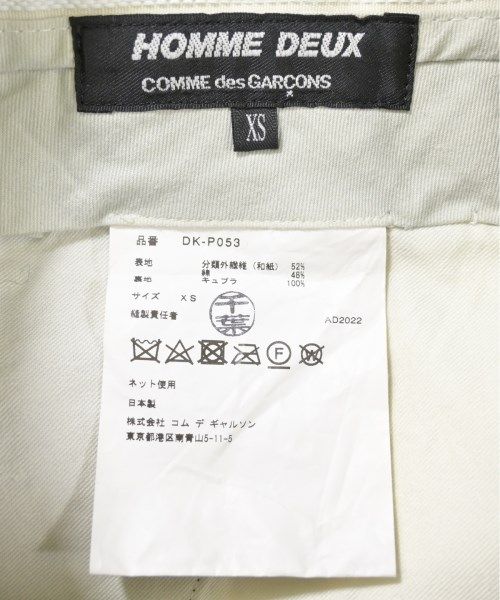 HOMME DEUX
COMME des GARÇONS
XS
品番 DK-P053
表地 分類外繊維 (和紙) 52%
綿 48%
裏地 キュプラ 100%
サイズ XS
縫製責任者 千葉 AD2022
F W
ネット使用
日本製
株式会社 コム デ ギャルソン
東京都港区南青山5-11-5